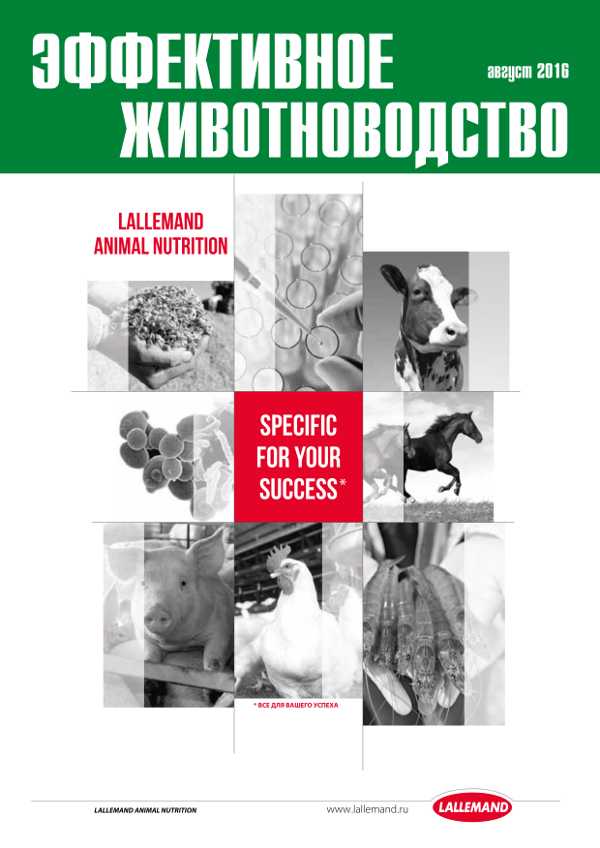 ЭФФЕКТИВНОЕ
август 2016
ЖИВОТНОВОДСТВО
LALLEMAND
ANIMAL NUTRITION
SPECIFIC
FOR YOUR
SUCCESS*
* ВСЕ ДЛЯ ВАШЕГО УСПЕХА
LALLEMAND ANIMAL NUTRITION
www.lallemand.ru
LALLEMAND